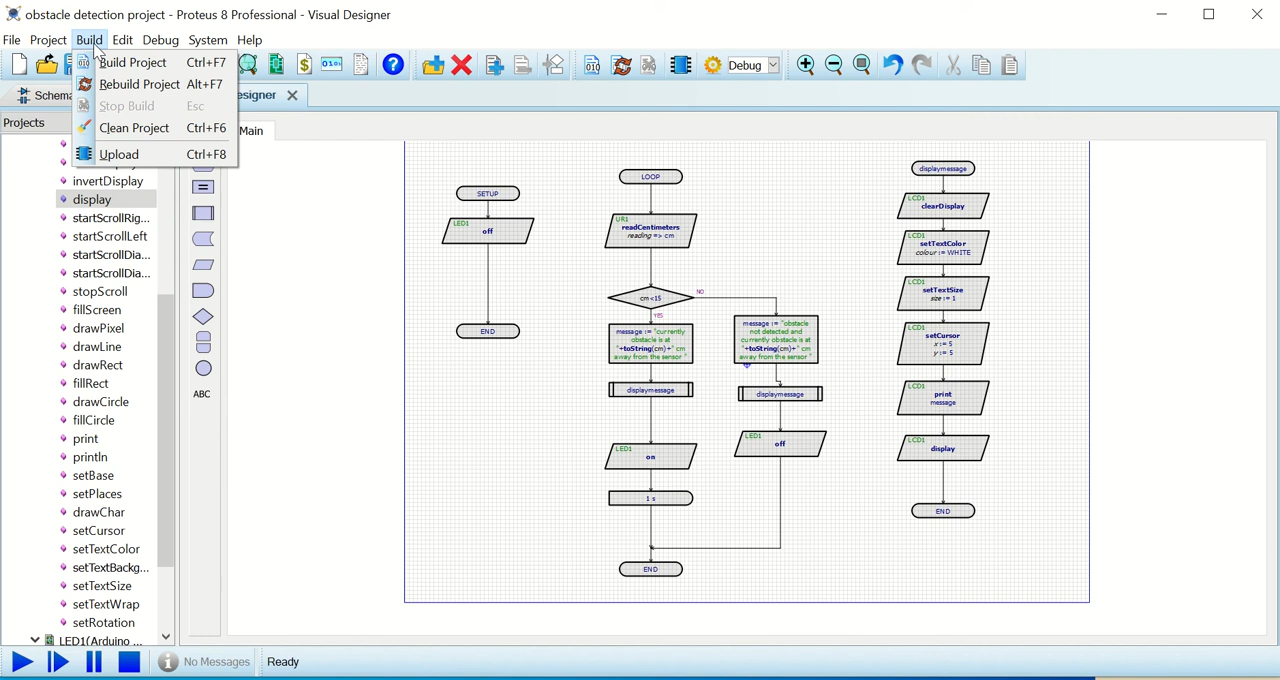 obstacle detection project - Proteus 8 Professional - Visual Designer
File Project Build Edit Debug System Help
Build Project Ctrl+F7
Rebuild Project Alt+F7
Stop Build Esc
Clean Project Ctrl+F6
Upload Ctrl+F8
Debug
Schema
esigner
Projects
Main
invertDisplay
display
startScrollRig...
startScrollLeft
startScrollDia...
startScrollDia...
stopScroll
fillScreen
drawPixel
drawLine
drawRect
fillRect
drawCircle
fillCircle
print
println
setBase
setPlaces
drawChar
setCursor
setTextColor
setTextBackg...
setTextSize
setTextWrap
setRotation
LED1(Arduino ...
ABC
SETUP
LED1
off
END
LOOP
UR1
readCentimeters
reading => cm
cm <15
NO
YES
message := "currently
obstacle is at
"+toString(cm)+" cm
away from the sensor "
displaymessage
LED1
on
1 s
END
message := "obstacle
not detected and
currently obstacle is at
"+toString(cm)+" cm
away from the sensor "
displaymessage
LED1
off
displaymessage
LCD1
clearDisplay
LCD1
setTextColor
colour := WHITE
LCD1
setTextSize
size := 1
LCD1
setCursor
x := 5
y := 5
LCD1
print
message
LCD1
display
END
No Messages
Ready